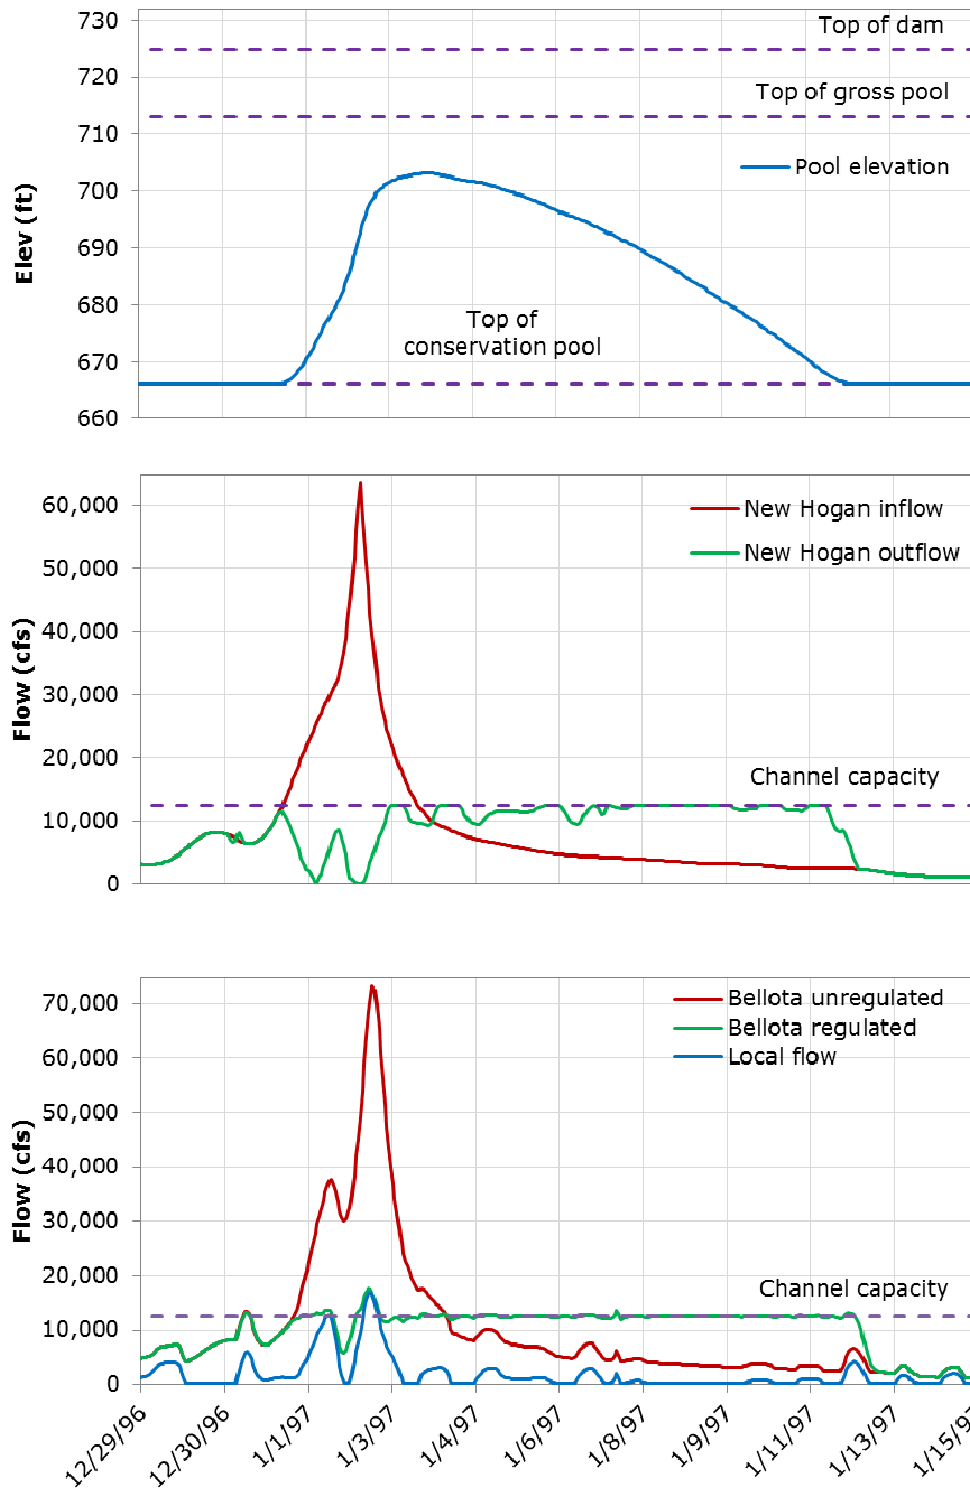 730
720
710
700
690
680
670
660
Elev (ft)
Top of dam
Top of gross pool
Pool elevation
Top of
conservation pool
60,000
50,000
40,000
30,000
20,000
10,000
0
Flow (cfs)
New Hogan inflow
New Hogan outflow
Channel capacity
70,000
60,000
50,000
40,000
30,000
20,000
10,000
0
Flow (cfs)
Bellota unregulated
Bellota regulated
Local flow
Channel capacity
12/29/96
12/30/96
1/1/97
1/3/97
1/4/97
1/6/97
1/8/97
1/9/97
1/11/97
1/13/97
1/15/9